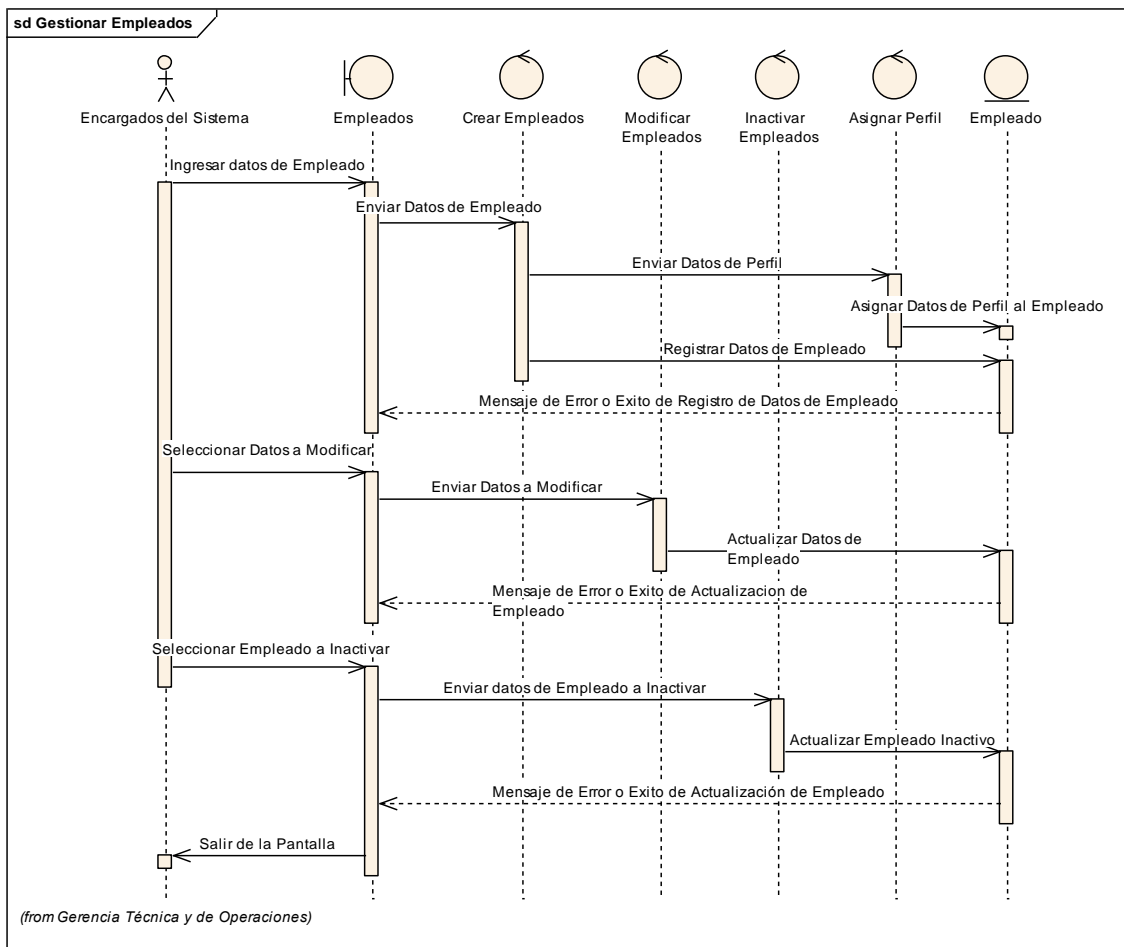 sd Gestionar Empleados
Encargados del Sistema
Empleados
Crear Empleados
Modificar
Empleados
Inactivar
Empleados
Asignar Perfil
Empleado
Ingresar datos de Empleado
Enviar Datos de Empleado
Enviar Datos de Perfil
Asignar Datos de Perfil al Empleado
Registrar Datos de Empleado
Mensaje de Error o Exito de Registro de Datos de Empleado
Seleccionar Datos a Modificar
Enviar Datos a Modificar
Actualizar Datos de
Empleado
Mensaje de Error o Exito de Actualizacion de
Empleado
Seleccionar Empleado a Inactivar
Enviar datos de Empleado a Inactivar
Actualizar Empleado Inactivo
Mensaje de Error o Exito de Actualización de Empleado
Salir de la Pantalla
(from Gerencia Técnica y de Operaciones)